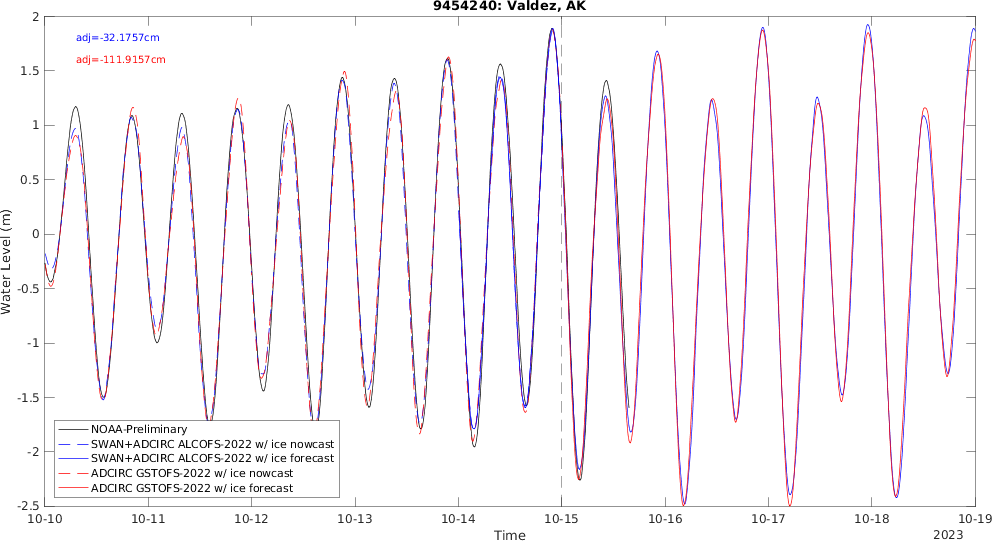 9454240: Valdez, AK
adj=-32.1757cm
adj=-111.9157cm
Water Level (m)
2
1.5
1
0.5
0
-0.5
-1
-1.5
-2
-2.5
NOAA-Preliminary
SWAN+ADCIRC ALCOFS-2022 w/ ice nowcast
SWAN+ADCIRC ALCOFS-2022 w/ ice forecast
ADCIRC GSTOFS-2022 w/ ice nowcast
ADCIRC GSTOFS-2022 w/ ice forecast
10-10 10-11 10-12 10-13 10-14 10-15 10-16 10-17 10-18 10-19
Time
2023